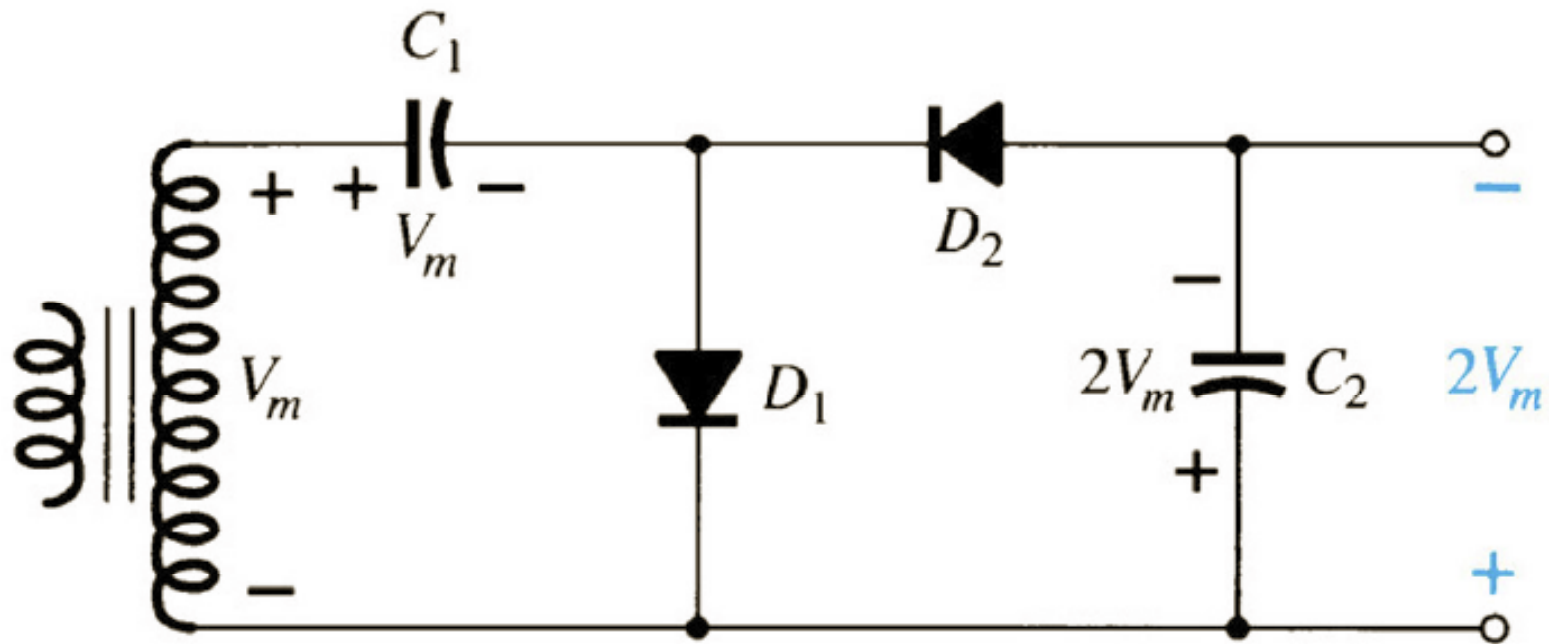 C₁
+ + −
Vₘ
D₂
−
−
Vₘ
D₁
2Vₘ
C₂
2Vₘ
+
−
+